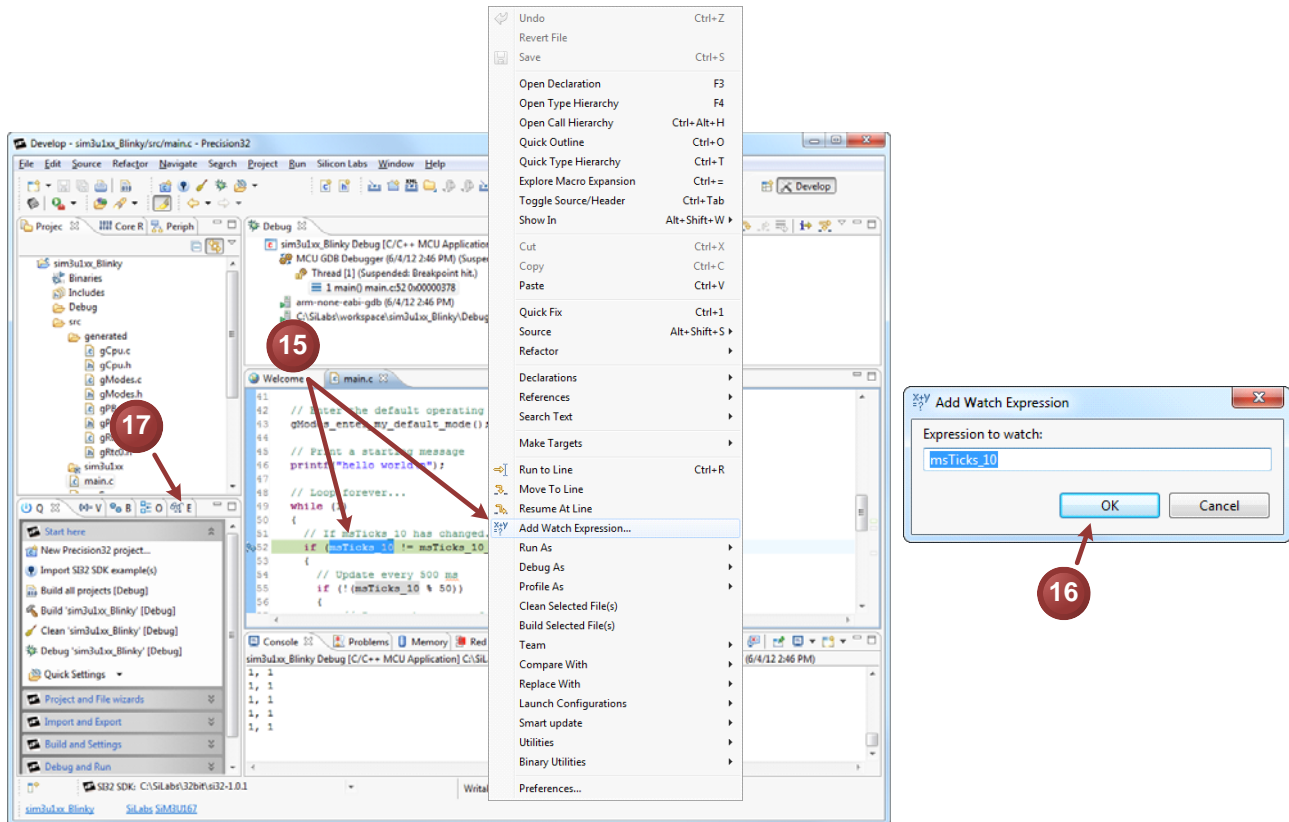 Develop - sim3u1xx_Blinky/src/main.c - Precision32
File Edit Source Refactor Navigate Search Project Run Silicon Labs Window Help
Develop
Projec Core R Periph
sim3u1xx_Blinky
Binaries
Includes
Debug
src
generated
gCpu.c
gCpu.h
gModes.c
gModes.h
sim3u1xx
main.c
17
Q V B O E
Start here
New Precision32 project...
Import SI32 SDK example(s)
Build all projects [Debug]
Build 'sim3u1xx_Blinky' [Debug]
Clean 'sim3u1xx_Blinky' [Debug]
Debug 'sim3u1xx_Blinky' [Debug]
Quick Settings
Project and File wizards
Import and Export
Build and Settings
Debug and Run
SI32 SDK: C:\SiLabs\32bit\si32-1.0.1
sim3u1xx_Blinky SiLabs SiM3U167
Debug
sim3u1xx_Blinky Debug [C/C++ MCU Application
MCU GDB Debugger (6/4/12 2:46 PM) (Suspe
Thread [1] (Suspended: Breakpoint hit.)
1 main() main.c:52 0x00000378
arm-none-eabi-gdb (6/4/12 2:46 PM)
C:\SiLabs\workspace\sim3u1xx_Blinky\Debug
15
Welcome main.c
41
42 // Enter the default operating
43 gModes_enter_my_default_mode();
44
45 // Print a starting message
46 printf("hello world
47
48 // Loop forever...
49 while (
50 {
51 // If msTicks_10 has changed.
52 if (msTicks_10 != msTicks_10_
53 {
54 // Update every 500 ms
55 if (!(msTicks_10 % 50))
56 {
Console Problems Memory Red
sim3u1xx_Blinky Debug [C/C++ MCU Application] C:\SiL
(6/4/12 2:46 PM)
1, 1
1, 1
1, 1
1, 1
1, 1
Undo Ctrl+Z
Revert File
Save Ctrl+S
Open Declaration F3
Open Type Hierarchy F4
Open Call Hierarchy Ctrl+Alt+H
Quick Outline Ctrl+O
Quick Type Hierarchy Ctrl+T
Explore Macro Expansion Ctrl+=
Toggle Source/Header Ctrl+Tab
Show In Alt+Shift+W
Cut Ctrl+X
Copy Ctrl+C
Paste Ctrl+V
Quick Fix Ctrl+1
Source Alt+Shift+S
Refactor
Declarations
References
Search Text
Make Targets
Run to Line Ctrl+R
Move To Line
Resume At Line
Add Watch Expression...
Run As
Debug As
Profile As
Clean Selected File(s)
Build Selected File(s)
Team
Compare With
Replace With
Launch Configurations
Smart update
Utilities
Binary Utilities
Preferences...
Add Watch Expression
Expression to watch:
msTicks_10
OK Cancel
16